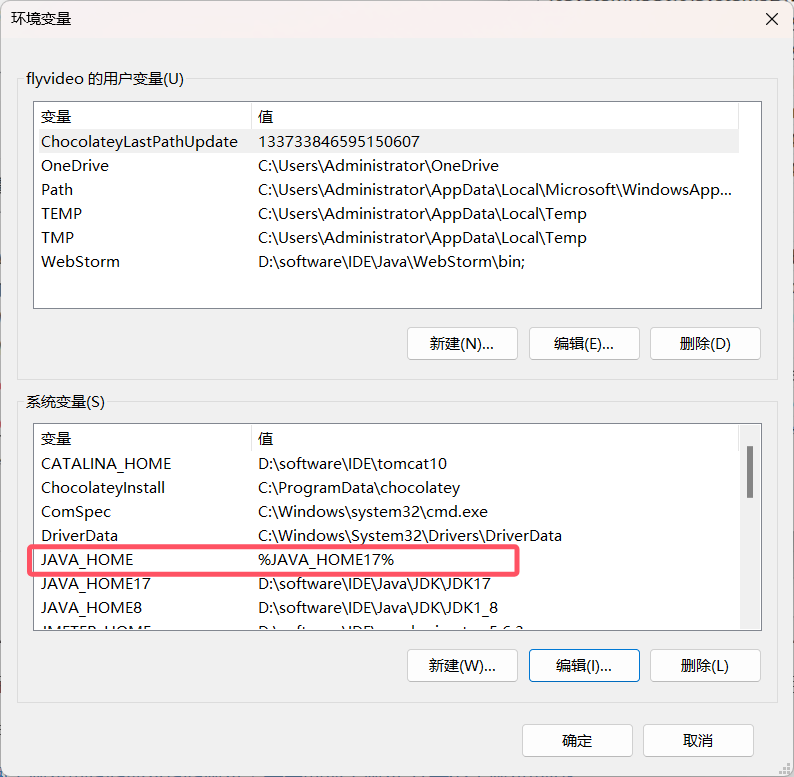 环境变量
flyvideo 的用户变量(U)
变量 值
ChocolateyLastPathUpdate 133733846595150607
OneDrive C:\Users\Administrator\OneDrive
Path C:\Users\Administrator\AppData\Local\Microsoft\WindowsApp...
TEMP C:\Users\Administrator\AppData\Local\Temp
TMP C:\Users\Administrator\AppData\Local\Temp
WebStorm D:\software\IDE\Java\WebStorm\bin;
新建(N)... 编辑(E)... 删除(D)
系统变量(S)
变量 值
CATALINA_HOME D:\software\IDE\tomcat10
ChocolateyInstall C:\ProgramData\chocolatey
ComSpec C:\Windows\system32\cmd.exe
DriverData C:\Windows\System32\Drivers\DriverData
JAVA_HOME %JAVA_HOME17%
JAVA_HOME17 D:\software\IDE\Java\JDK\JDK17
JAVA_HOME8 D:\software\IDE\Java\JDK\JDK1_8
新建(W)... 编辑(I)... 删除(L)
确定 取消